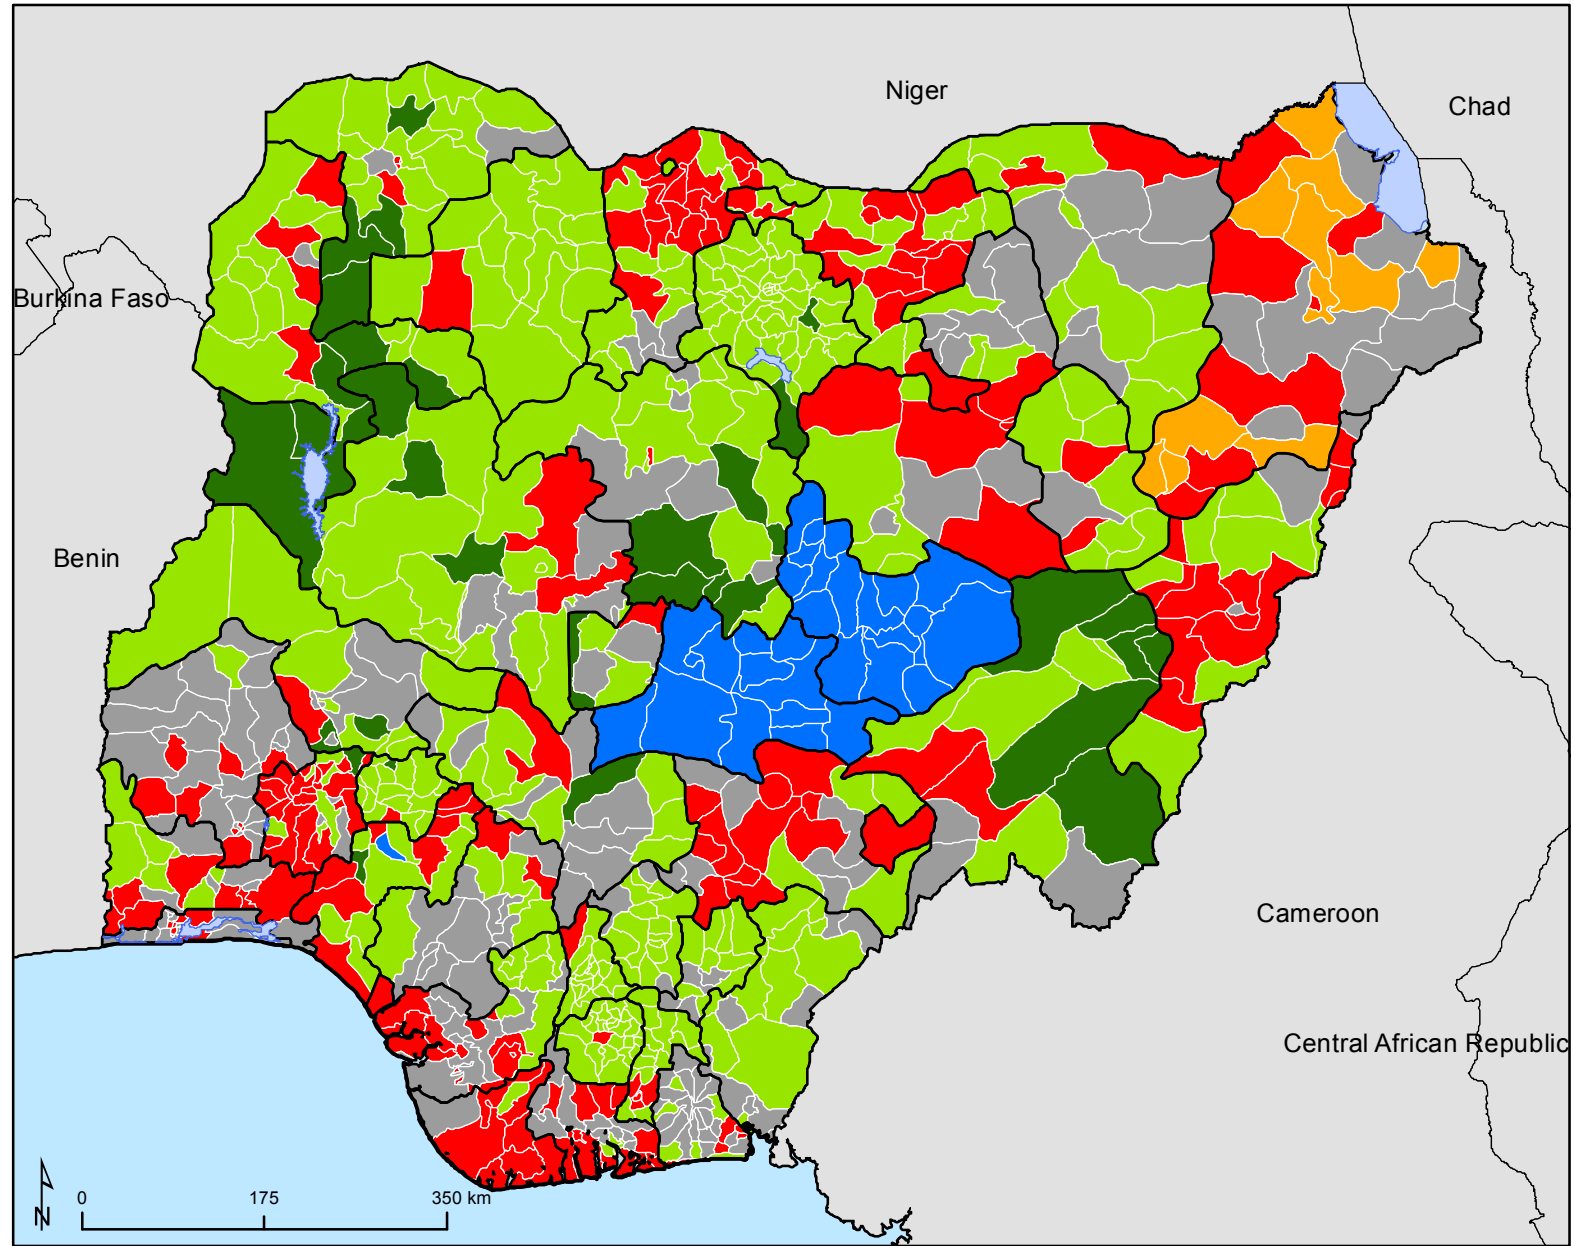 Niger
Chad
Burkina Faso
Benin
Cameroon
Central African Republic
N
0 175 350 km